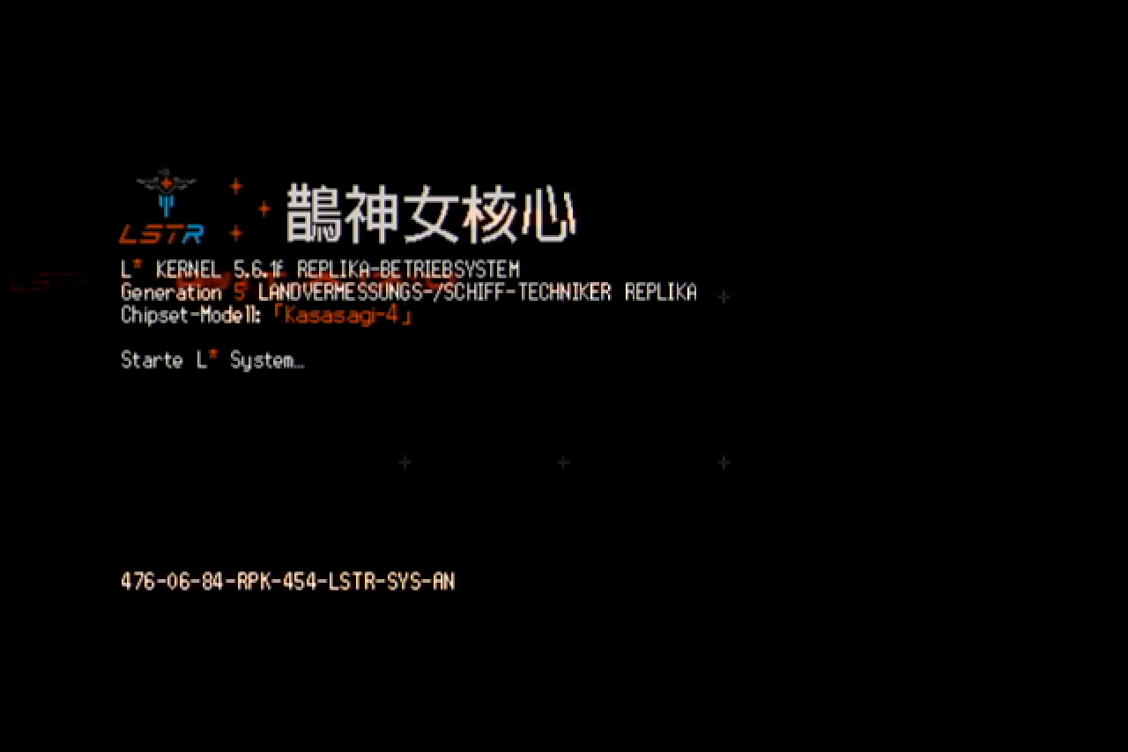 LSTR
鵲神女核心
L* KERNEL 5.6.1f REPLIKA-BETRIEBSYSTEM
Generation 5 LANDVERMESSUNGS-/SCHIFF-TECHNIKER REPLIKA
Chipset-Modell: 「Kasasagi-4」
Starte L* System…
476-06-84-RPK-454-LSTR-SYS-AN